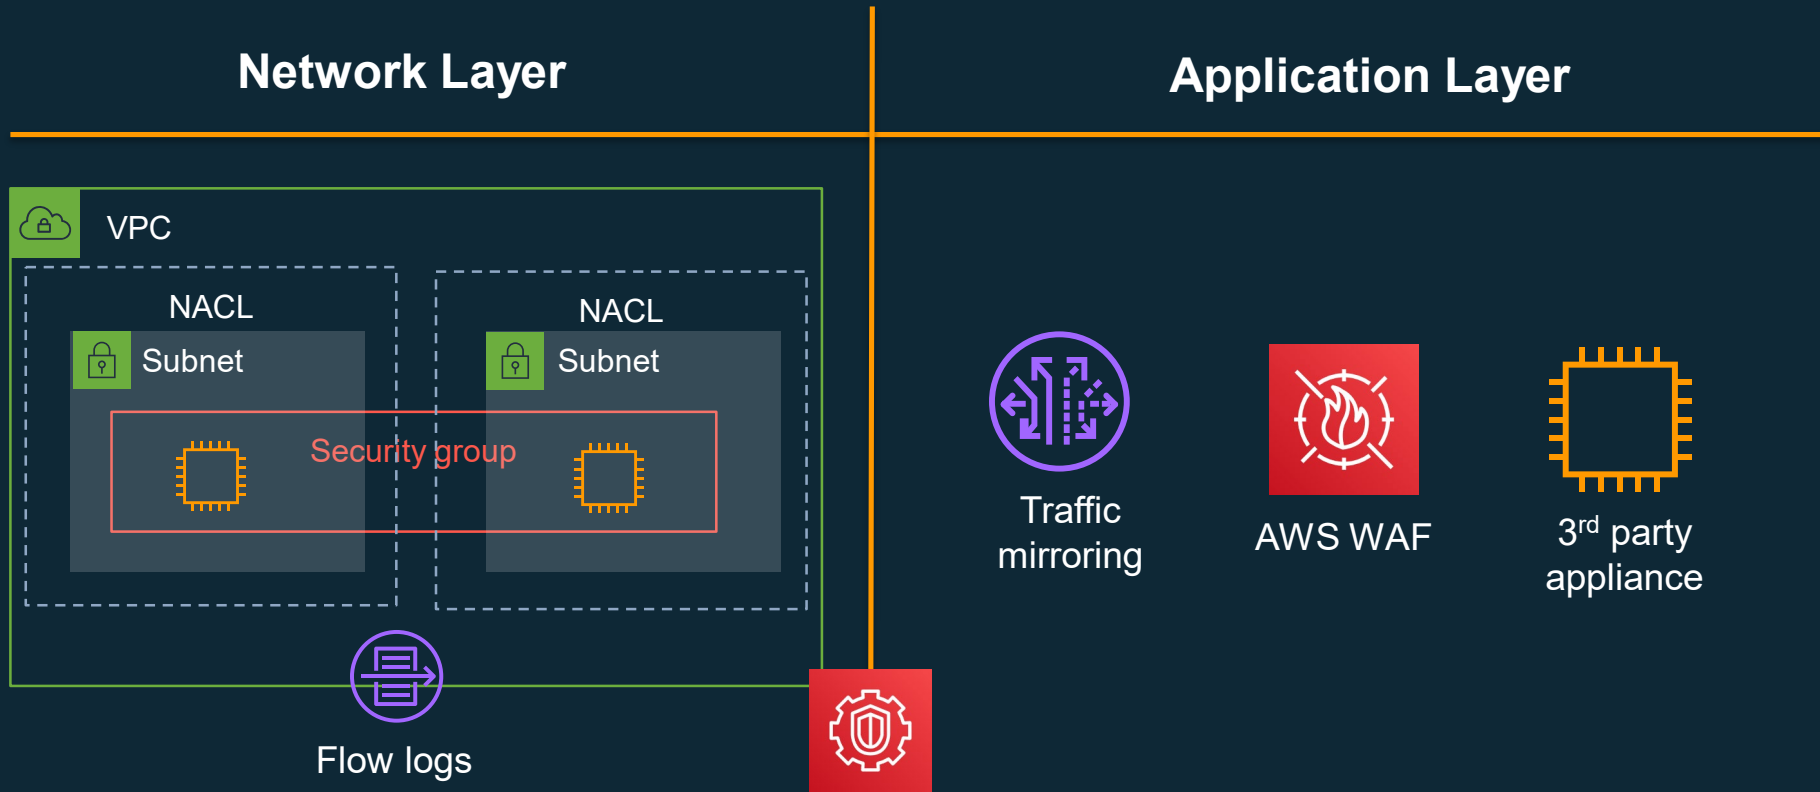 Network Layer
Application Layer
VPC
NACL
Subnet
NACL
Subnet
Security group
Flow logs
Traffic
mirroring
AWS WAF
3rd party
appliance